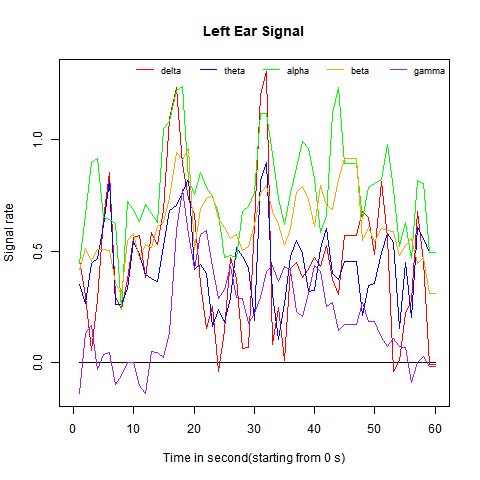 Left Ear Signal
delta theta alpha beta gamma
Signal rate
1.0
0.5
0.0
0 10 20 30 40 50 60
Time in second(starting from 0 s)